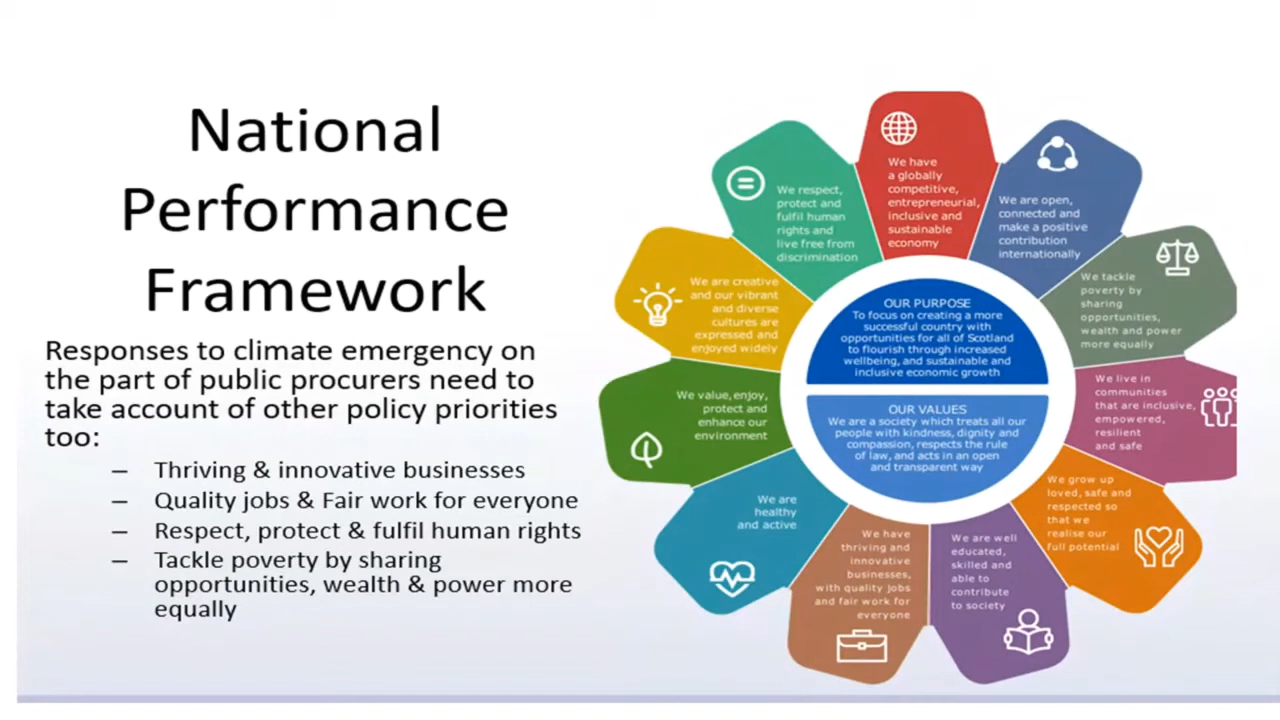 National
Performance
Framework
Responses to climate emergency on
the part of public procurers need to
take account of other policy priorities
too:
– Thriving & innovative businesses
– Quality jobs & Fair work for everyone
– Respect, protect & fulfil human rights
– Tackle poverty by sharing
opportunities, wealth & power more
equally
We have
a globally
competitive,
entrepreneurial,
inclusive and
sustainable
economy
We are open,
connected and
make a positive
contribution
internationally
We tackle
poverty by
sharing
opportunities,
wealth and power
more equally
We live in
communities
that are inclusive,
empowered,
resilient
and safe
We grow up
loved, safe and
respected so
that we
realise our
full potential
We are well
educated,
skilled and
able to
contribute
to society
We have
thriving and
innovative
businesses,
with quality jobs
and fair work for
everyone
We are
healthy
and active
We value, enjoy,
protect and
enhance our
environment
We are creative
and our vibrant
and diverse
cultures are
expressed and
enjoyed widely
We respect,
protect and
fulfil human
rights and
live free from
discrimination
OUR PURPOSE
To focus on creating a more
successful country with
opportunities for all of Scotland
to flourish through increased
wellbeing, and sustainable and
inclusive economic growth
OUR VALUES
We are a society which treats all our
people with kindness, dignity and
compassion, respects the rule
of law, and acts in an open
and transparent way